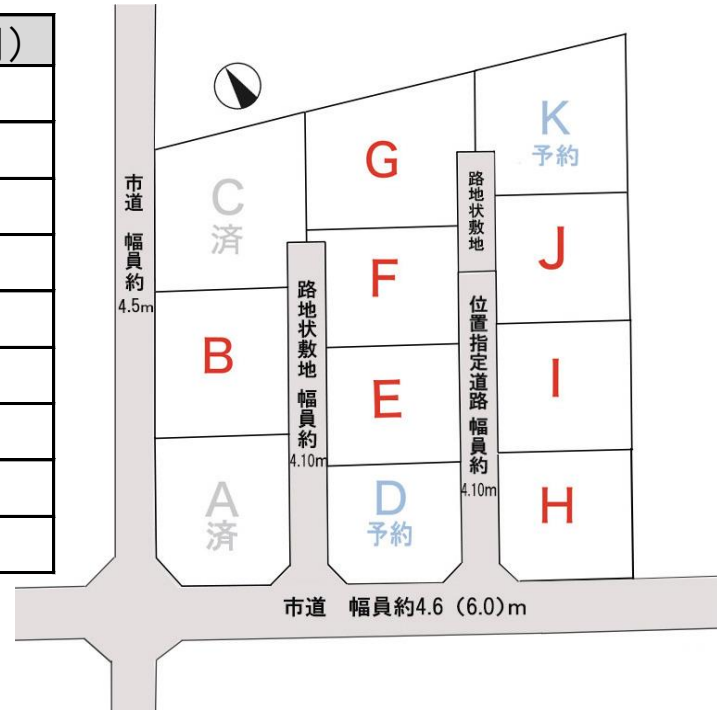 )
C
済
G
K
予約
路地状敷地
市道 幅員約
4.5m
F
J
B
路地状敷地 幅員約
4.10m
位置指定道路 幅員約
4.10m
E
I
A
済
D
予約
H
市道 幅員約4.6 (6.0)m